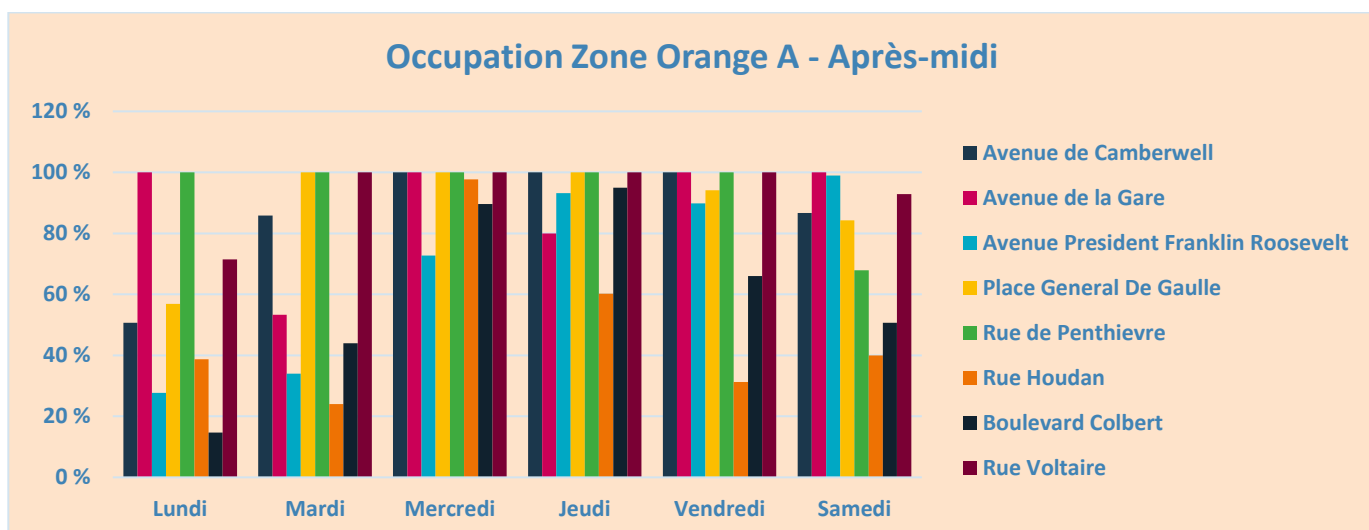 Occupation Zone Orange A - Après-midi
120 %
100 %
80 %
60 %
40 %
20 %
0 %
Lundi Mardi Mercredi Jeudi Vendredi Samedi
Avenue de Camberwell
Avenue de la Gare
Avenue President Franklin Roosevelt
Place General De Gaulle
Rue de Penthievre
Rue Houdan
Boulevard Colbert
Rue Voltaire